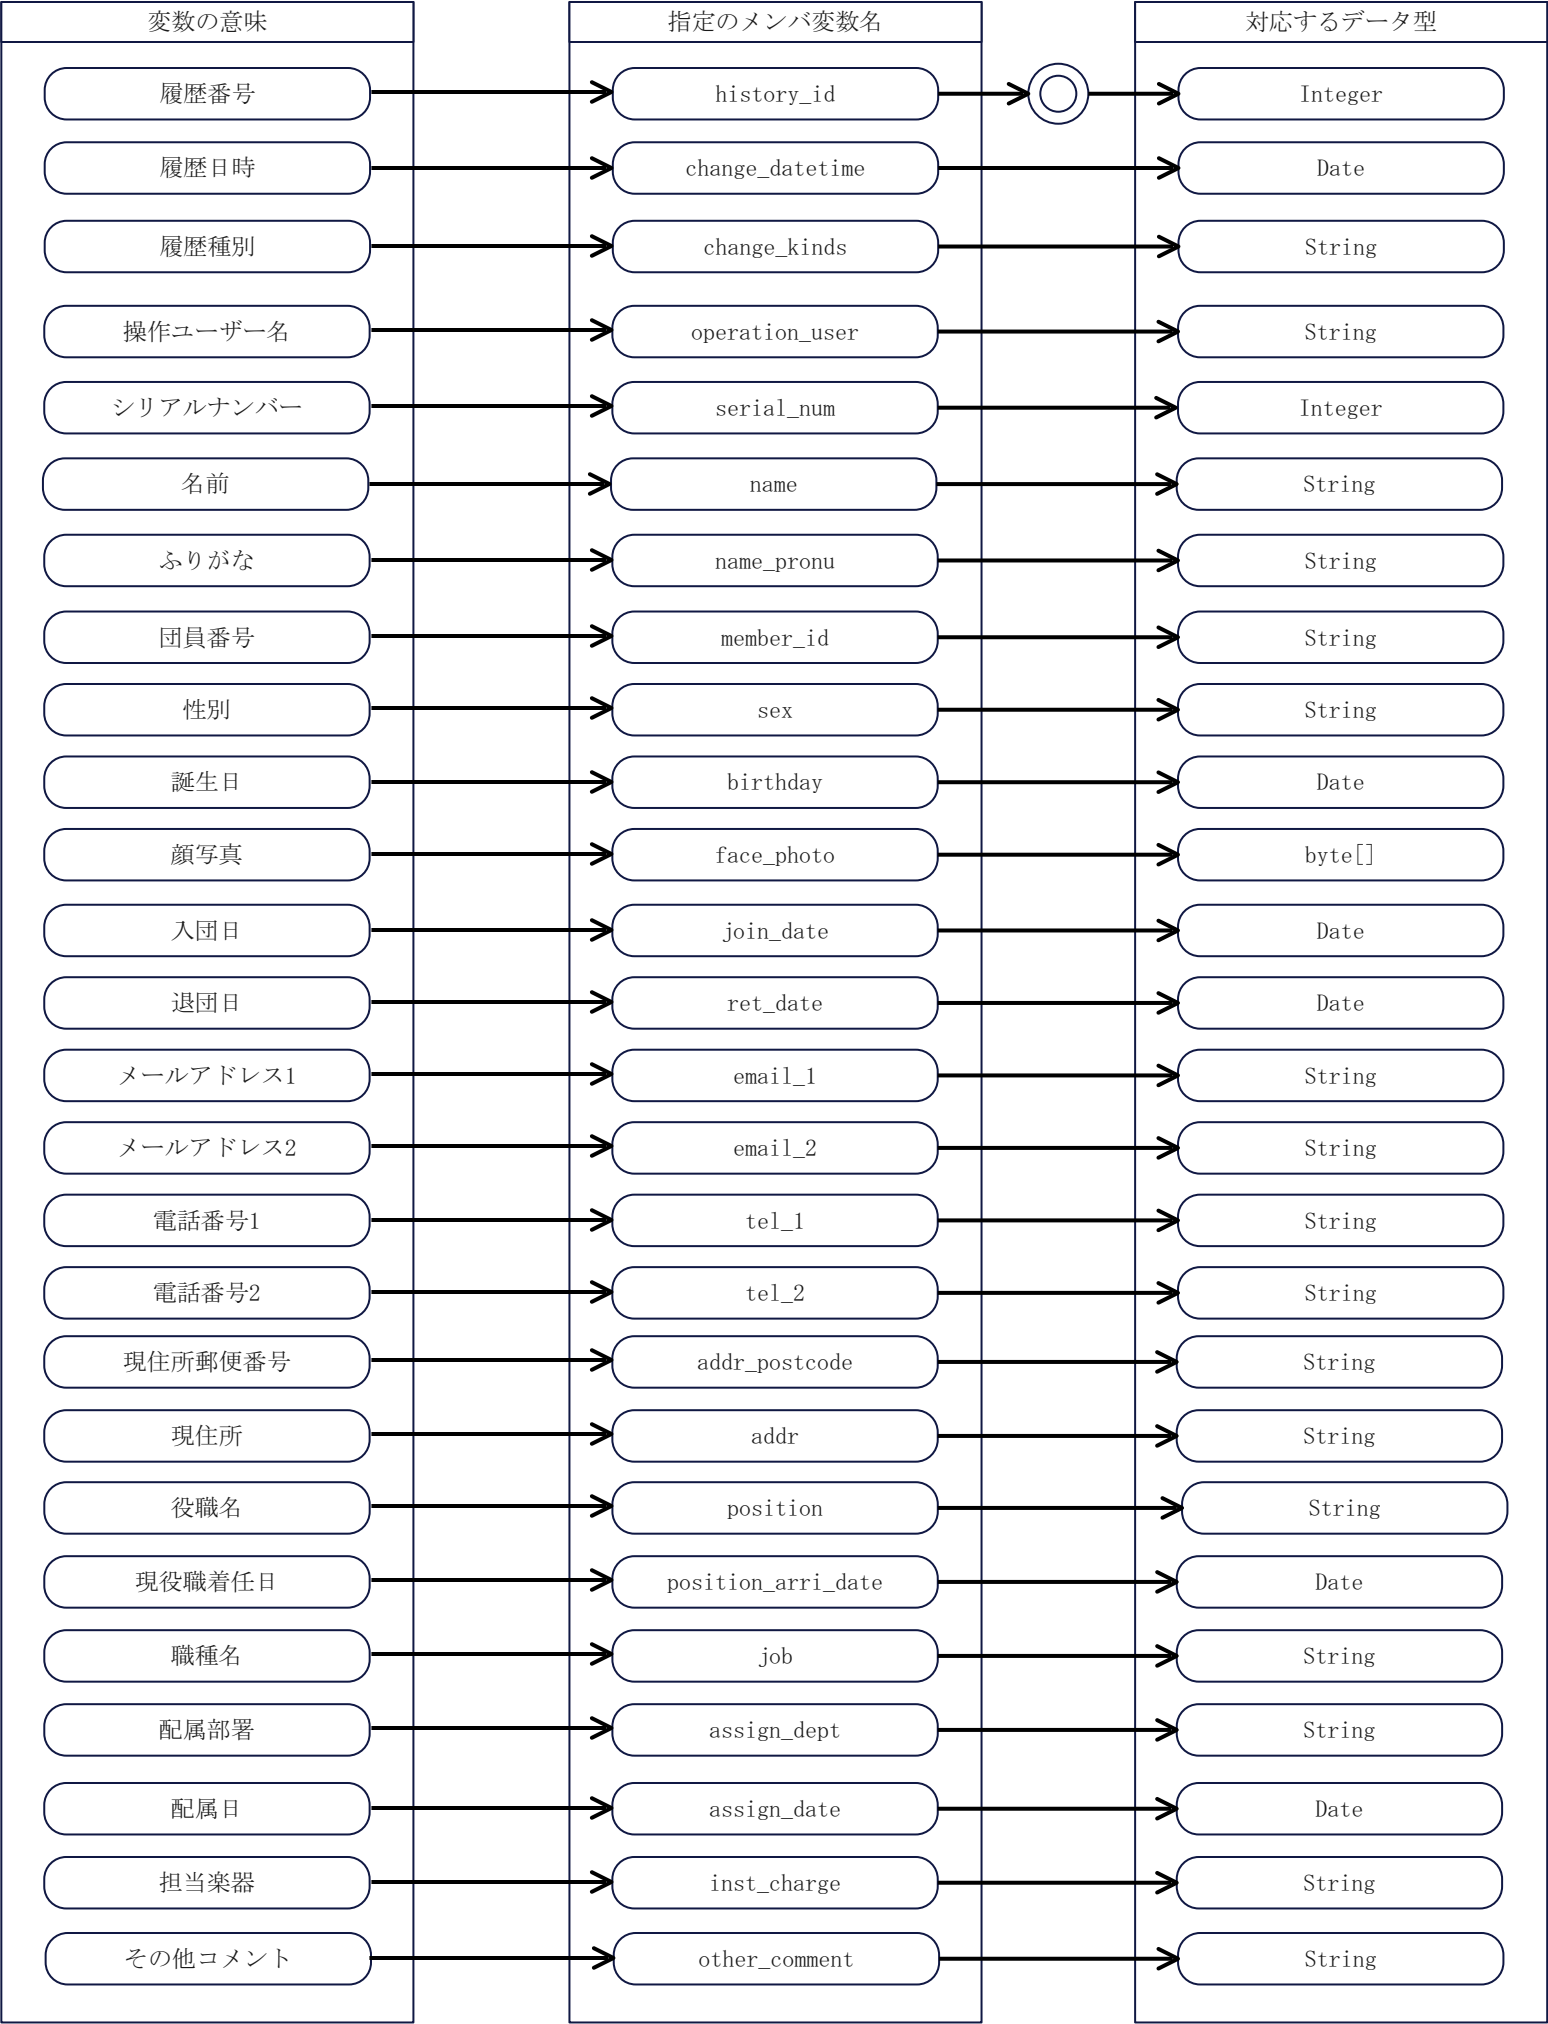 変数の意味 指定のメンバ変数名 対応するデータ型
履歴番号 history_id Integer
履歴日時 change_datetime Date
履歴種別 change_kinds String
操作ユーザー名 operation_user String
シリアルナンバー serial_num Integer
名前 name String
ふりがな name_pronu String
団員番号 member_id String
性別 sex String
誕生日 birthday Date
顔写真 face_photo byte[]
入団日 join_date Date
退団日 ret_date Date
メールアドレス1 email_1 String
メールアドレス2 email_2 String
電話番号1 tel_1 String
電話番号2 tel_2 String
現住所郵便番号 addr_postcode String
現住所 addr String
役職名 position String
現役職着任日 position_arri_date Date
職種名 job String
配属部署 assign_dept String
配属日 assign_date Date
担当楽器 inst_charge String
その他コメント other_comment String